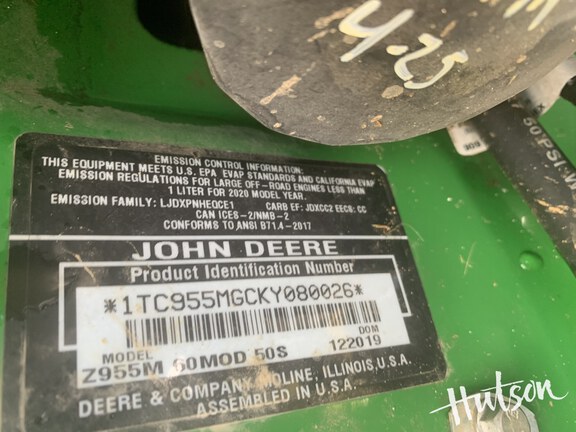 4-25
50 PSI
EMISSION CONTROL INFORMATION:
THIS EQUIPMENT MEETS U.S. EPA EVAP STANDARDS AND CALIFORNIA EVAP
EMISSION REGULATIONS FOR LARGE OFF-ROAD ENGINES LESS THAN
1 LITER FOR 2020 MODEL YEAR.
EMISSION FAMILY: LJDXPNHEQCE1 CARB EF: JDXCC2 EECS: CC
CAN ICES-2/NMB-2
CONFORMS TO ANSI B71.4-2017
JOHN DEERE
Product Identification Number
*1TC955MGCKY080026*
MODEL DOM
Z955M 60MOD 50S 122019
DEERE & COMPANY MOLINE, ILLINOIS, U.S.A.
MADE IN U.S.A.
Hutson